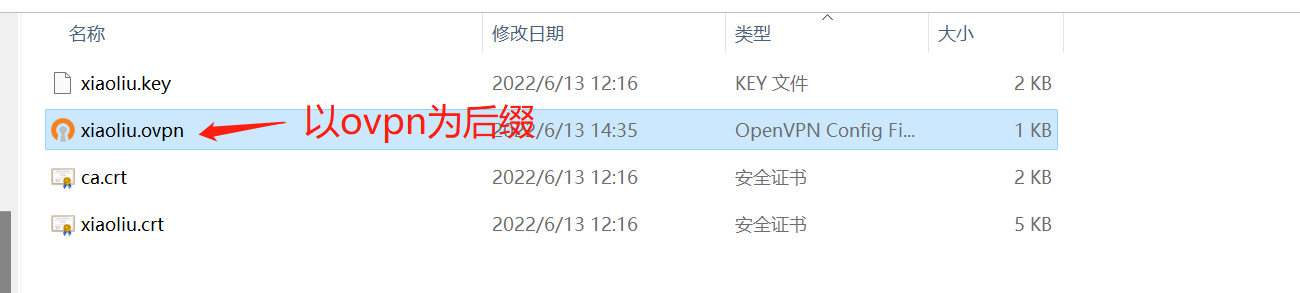 名称 修改日期 类型 大小
xiaoliu.key 2022/6/13 12:16 KEY 文件 2 KB
xiaoliu.ovpn 以ovpn为后缀 2022/6/13 14:35 OpenVPN Config Fi... 1 KB
ca.crt 2022/6/13 12:16 安全证书 2 KB
xiaoliu.crt 2022/6/13 12:16 安全证书 5 KB